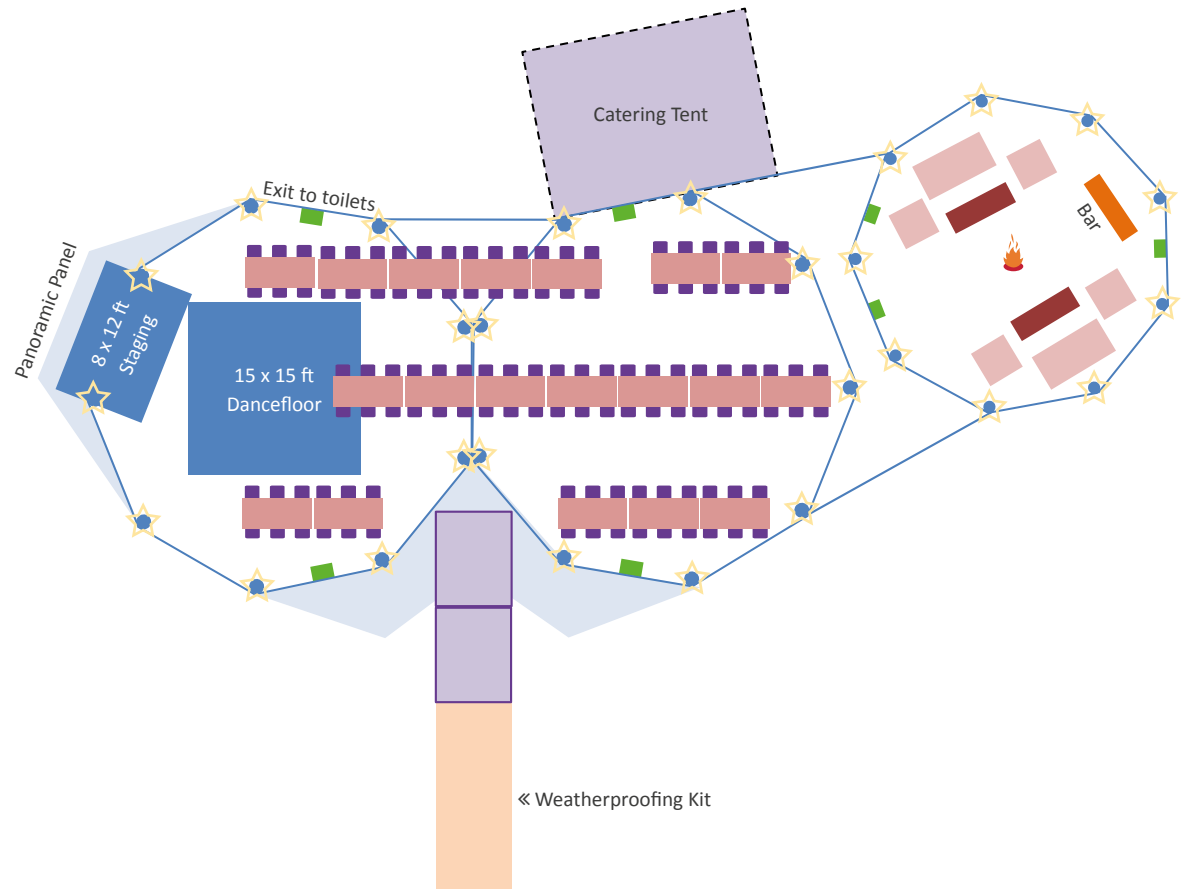 Catering Tent
Exit to toilets
Bar
Panoramic Panel
8 x 12 ft
Staging
15 x 15 ft
Dancefloor
« Weatherproofing Kit